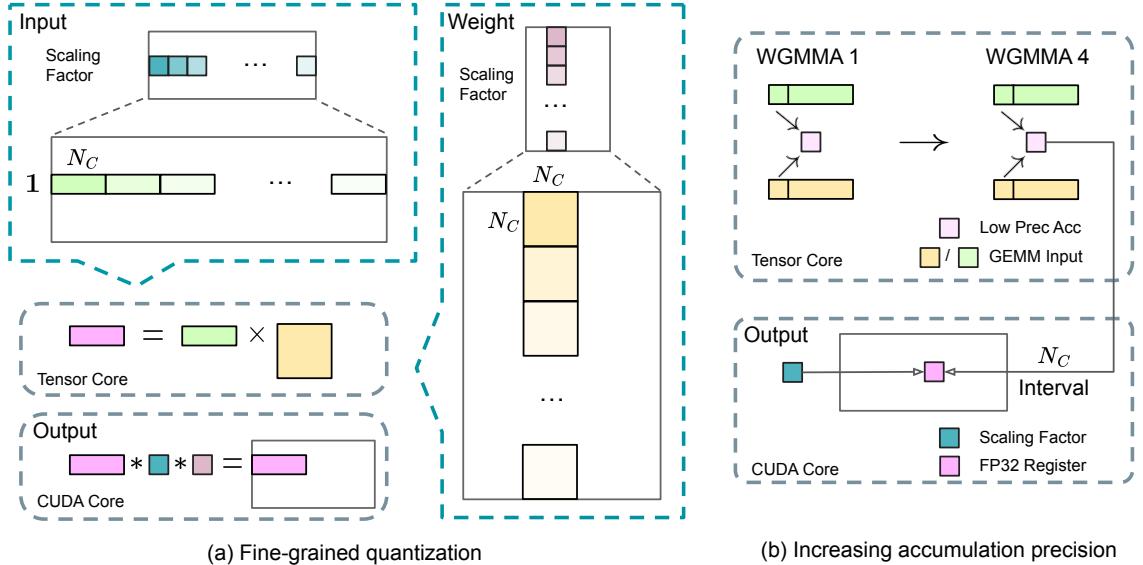 Input
Scaling
Factor
...
N_C
1
...
Tensor Core
= ×
Output
* * =
CUDA Core
Weight
Scaling
Factor
...
N_C
N_C
...
(a) Fine-grained quantization
WGMMA 1
WGMMA 4
Low Prec Acc
/ GEMM Input
Tensor Core
Output
N_C
Interval
Scaling Factor
FP32 Register
CUDA Core
(b) Increasing accumulation precision